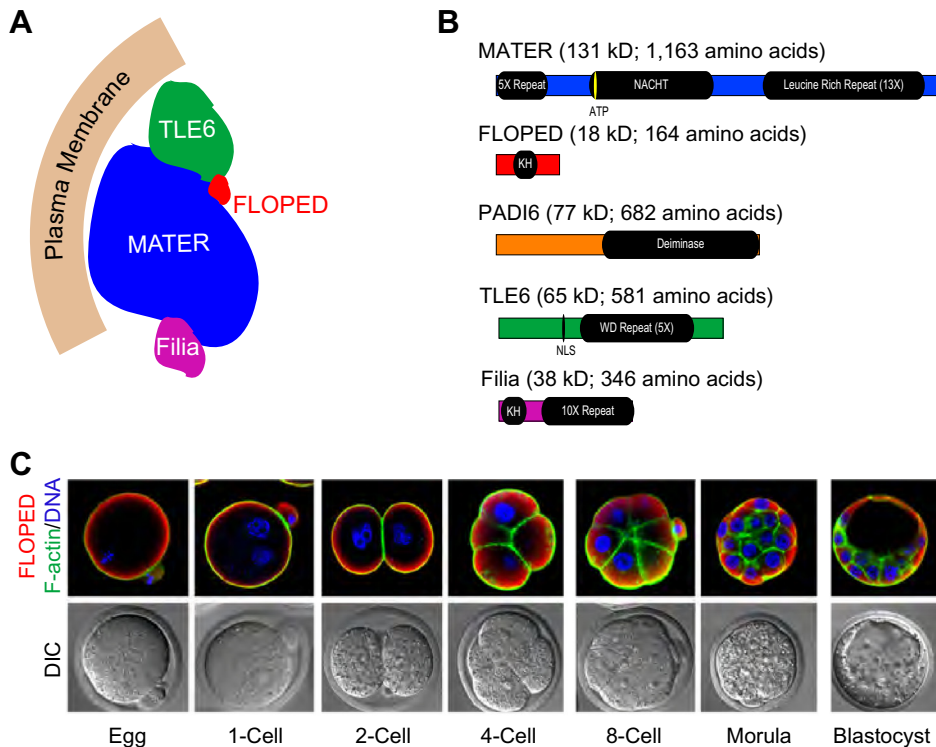 A
Plasma Membrane
TLE6
FLOPED
MATER
Filia
B
MATER (131 kD; 1,163 amino acids)
5X Repeat NACHT Leucine Rich Repeat (13X)
ATP
FLOPED (18 kD; 164 amino acids)
KH
PADI6 (77 kD; 682 amino acids)
Deiminase
TLE6 (65 kD; 581 amino acids)
WD Repeat (5X)
NLS
Filia (38 kD; 346 amino acids)
KH 10X Repeat
C
FLOPED
F-actin/DNA
DIC
Egg 1-Cell 2-Cell 4-Cell 8-Cell Morula Blastocyst